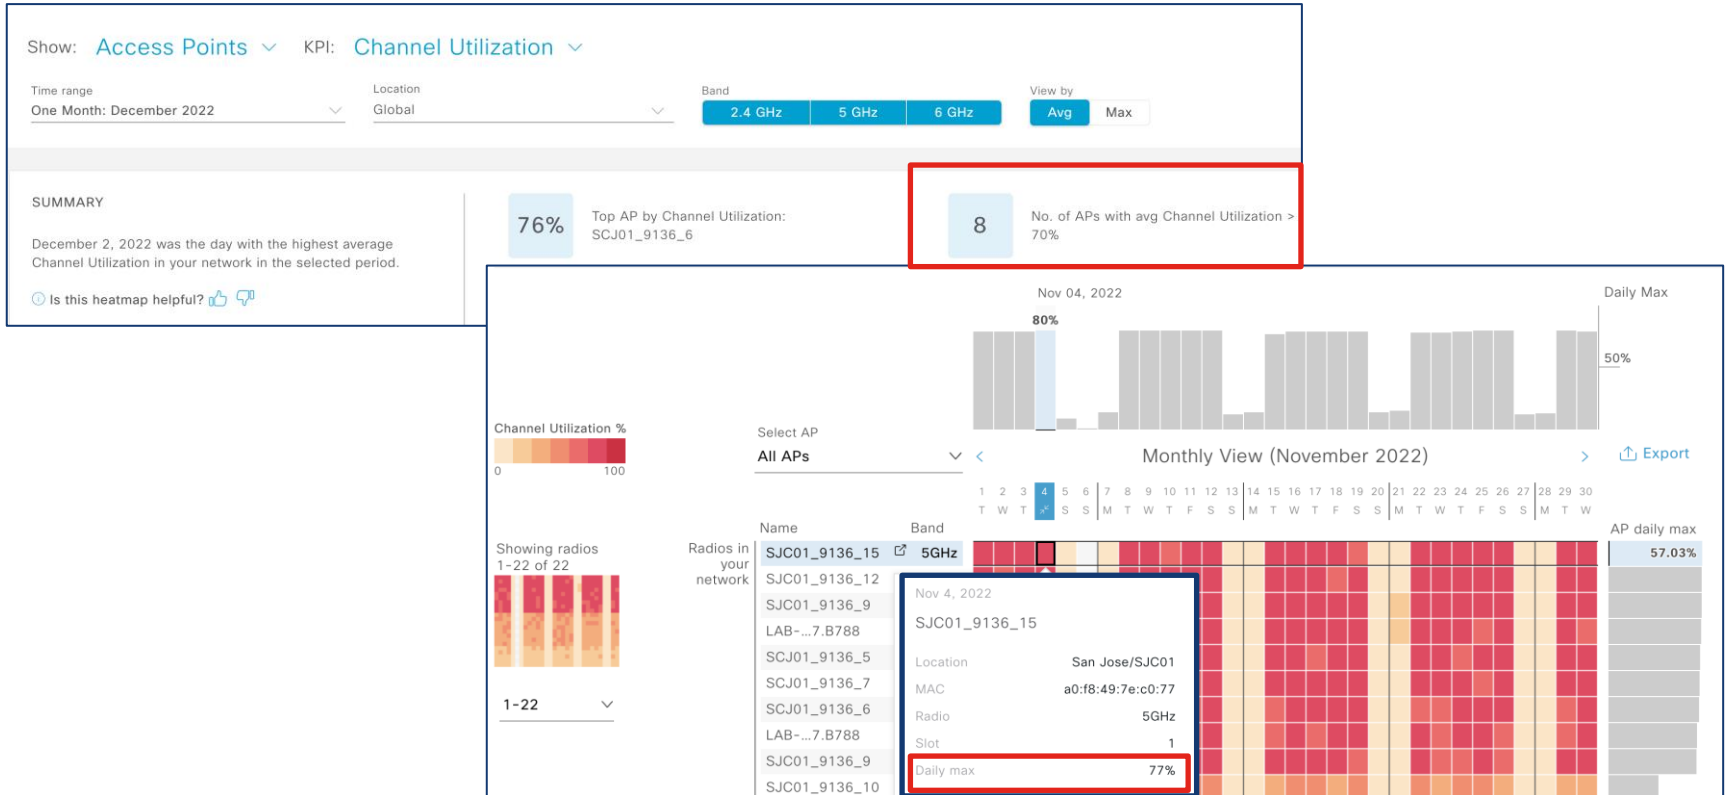 Show: Access Points KPI: Channel Utilization
Time range
One Month: December 2022
Location
Global
Band
2.4 GHz 5 GHz 6 GHz
View by
Avg Max
SUMMARY
December 2, 2022 was the day with the highest average
Channel Utilization in your network in the selected period.
Is this heatmap helpful?
76%
Top AP by Channel Utilization:
SCJ01_9136_6
8
No. of APs with avg Channel Utilization >
70%
Nov 04, 2022
80%
Daily Max
50%
Channel Utilization %
0 100
Select AP
All APs
Monthly View (November 2022)
Export
1 2 3 4 5 6 7 8 9 10 11 12 13 14 15 16 17 18 19 20 21 22 23 24 25 26 27 28 29 30
T W T S S M T W T F S S M T W T F S S M T W T F S S M T W
Name Band
AP daily max
Showing radios
1-22 of 22
1-22
Radios in
your
network
SJC01_9136_15 5GHz
57.03%
SJC01_9136_12
SJC01_9136_9
LAB-...7.B788
SCJ01_9136_5
SCJ01_9136_7
SCJ01_9136_6
LAB-...7.B788
SJC01_9136_9
SJC01_9136_10
Nov 4, 2022
SJC01_9136_15
Location San Jose/SJC01
MAC a0:f8:49:7e:c0:77
Radio 5GHz
Slot 1
Daily max 77%